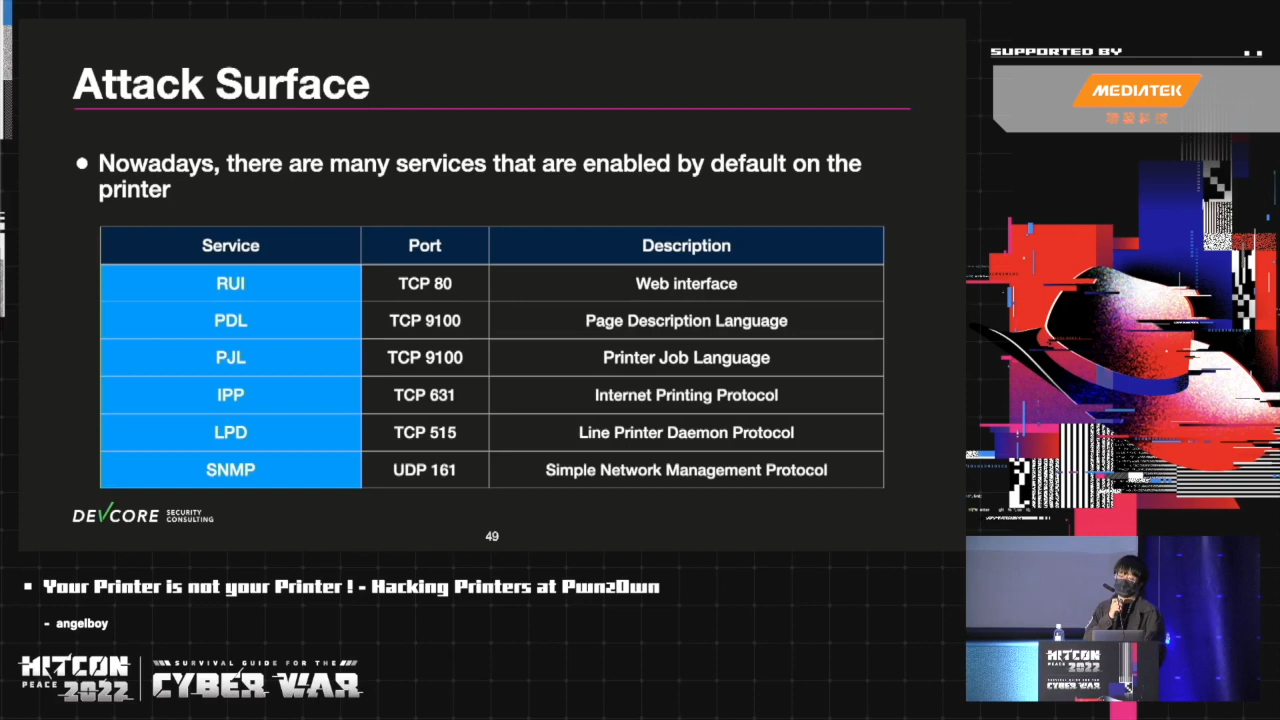 Attack Surface
SUPPORTED BY
MEDIATEK
● Nowadays, there are many services that are enabled by default on the
printer
Service Port Description
RUI TCP 80 Web interface
PDL TCP 9100 Page Description Language
PJL TCP 9100 Printer Job Language
IPP TCP 631 Internet Printing Protocol
LPD TCP 515 Line Printer Daemon Protocol
SNMP UDP 161 Simple Network Management Protocol
DEVCORE SECURITY
CONSULTING
49
Your Printer is not your Printer ! - Hacking Printers at Pwn2Own
- angelboy
HITCON
PEACE 2022
SURVIVAL GUIDE FOR THE
CYBER WAR
HITCON
PEACE 2022
CYBER WAR